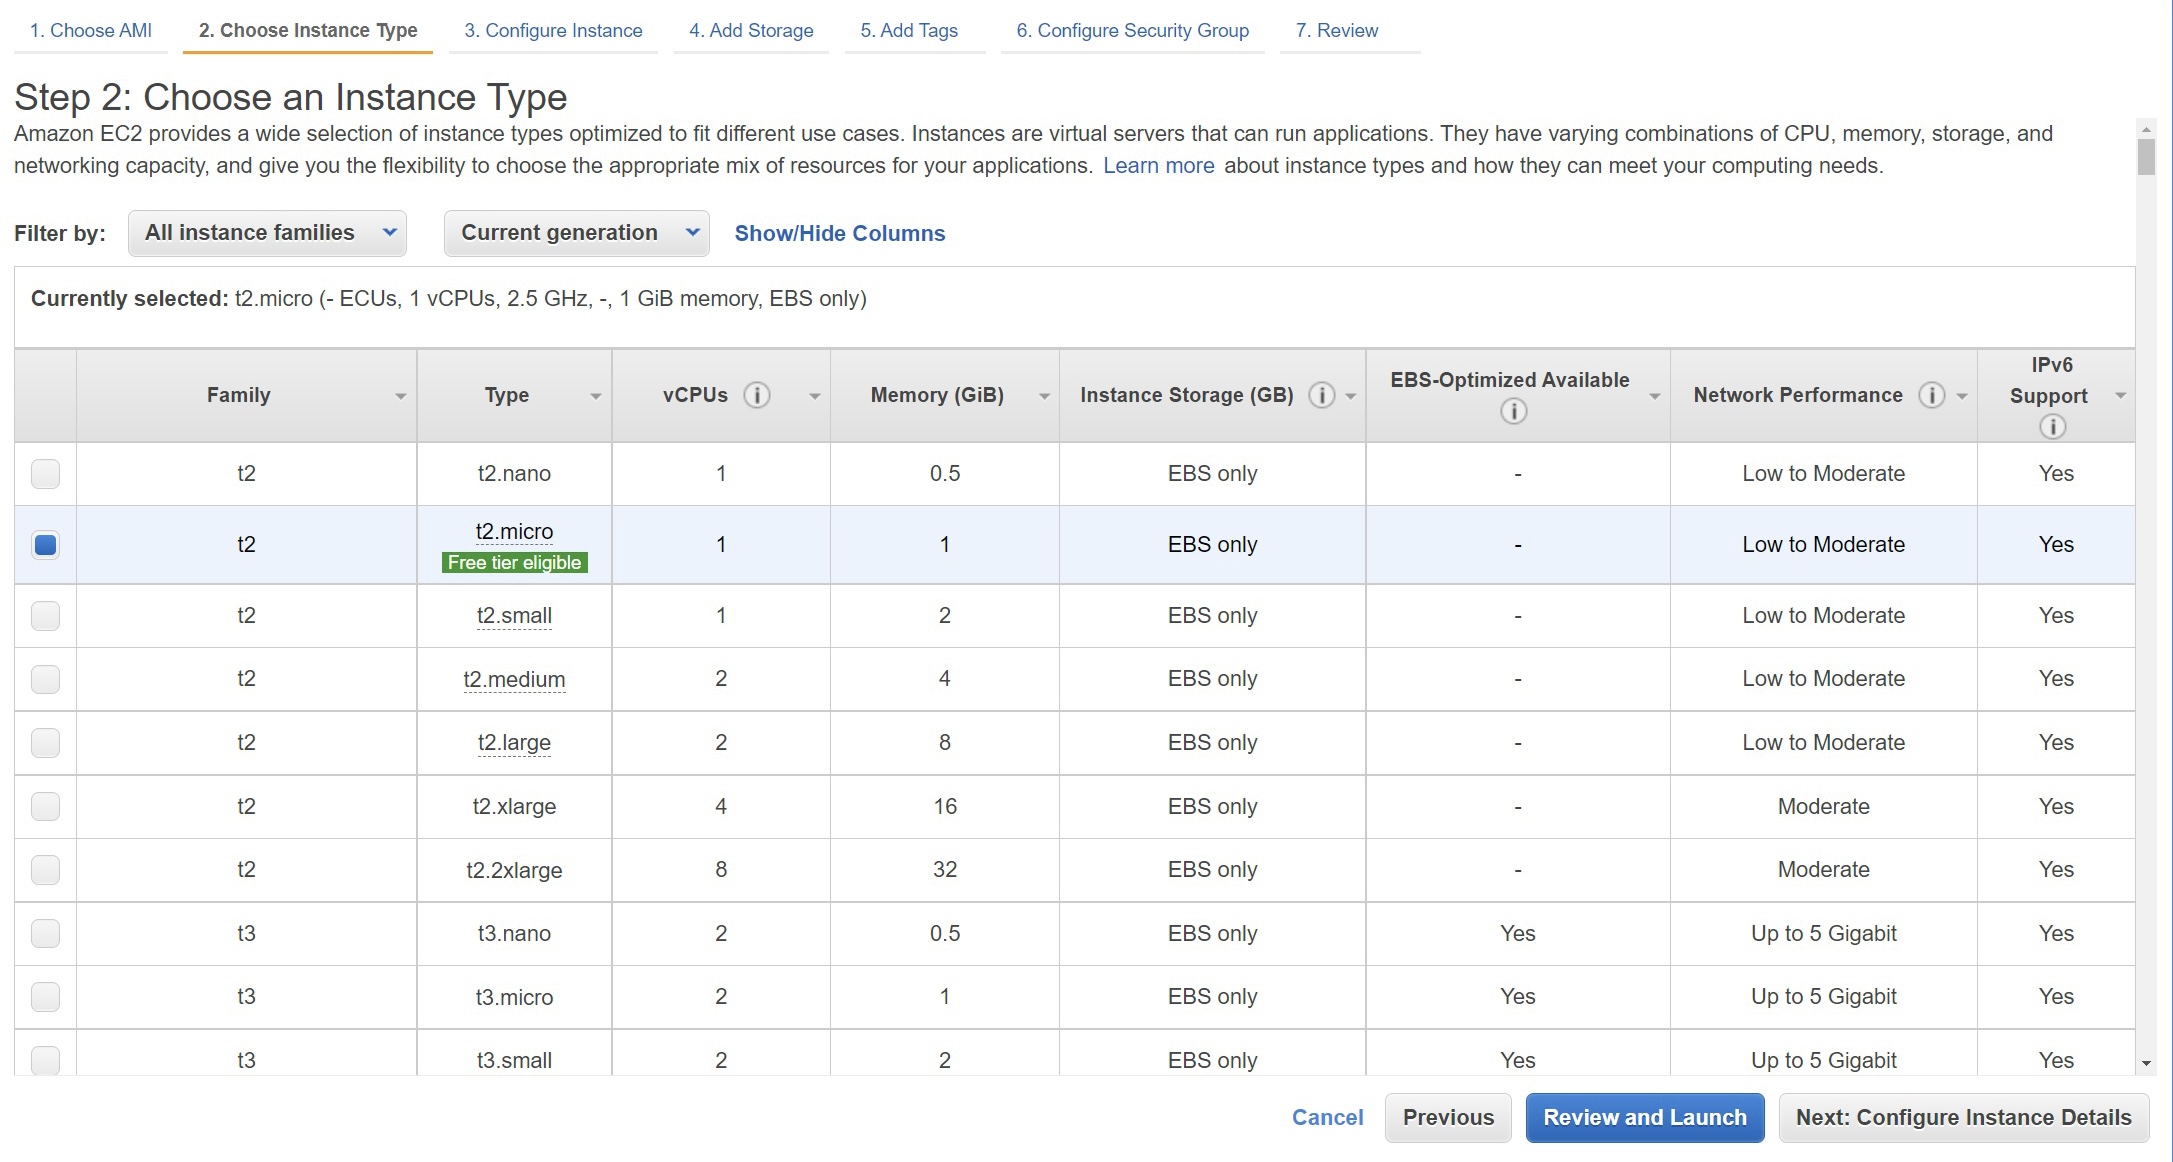 1. Choose AMI 2. Choose Instance Type 3. Configure Instance 4. Add Storage 5. Add Tags 6. Configure Security Group 7. Review
Step 2: Choose an Instance Type
Amazon EC2 provides a wide selection of instance types optimized to fit different use cases. Instances are virtual servers that can run applications. They have varying combinations of CPU, memory, storage, and
networking capacity, and give you the flexibility to choose the appropriate mix of resources for your applications. Learn more about instance types and how they can meet your computing needs.
Filter by: All instance families Current generation Show/Hide Columns
Currently selected: t2.micro (- ECUs, 1 vCPUs, 2.5 GHz, -, 1 GiB memory, EBS only)
Family Type vCPUs i Memory (GiB) Instance Storage (GB) i EBS-Optimized Available i Network Performance i IPv6 Support i
t2 t2.nano 1 0.5 EBS only - Low to Moderate Yes
t2 t2.micro Free tier eligible 1 1 EBS only - Low to Moderate Yes
t2 t2.small 1 2 EBS only - Low to Moderate Yes
t2 t2.medium 2 4 EBS only - Low to Moderate Yes
t2 t2.large 2 8 EBS only - Low to Moderate Yes
t2 t2.xlarge 4 16 EBS only - Moderate Yes
t2 t2.2xlarge 8 32 EBS only - Moderate Yes
t3 t3.nano 2 0.5 EBS only Yes Up to 5 Gigabit Yes
t3 t3.micro 2 1 EBS only Yes Up to 5 Gigabit Yes
t3 t3.small 2 2 EBS only Yes Up to 5 Gigabit Yes
Cancel Previous Review and Launch Next: Configure Instance Details